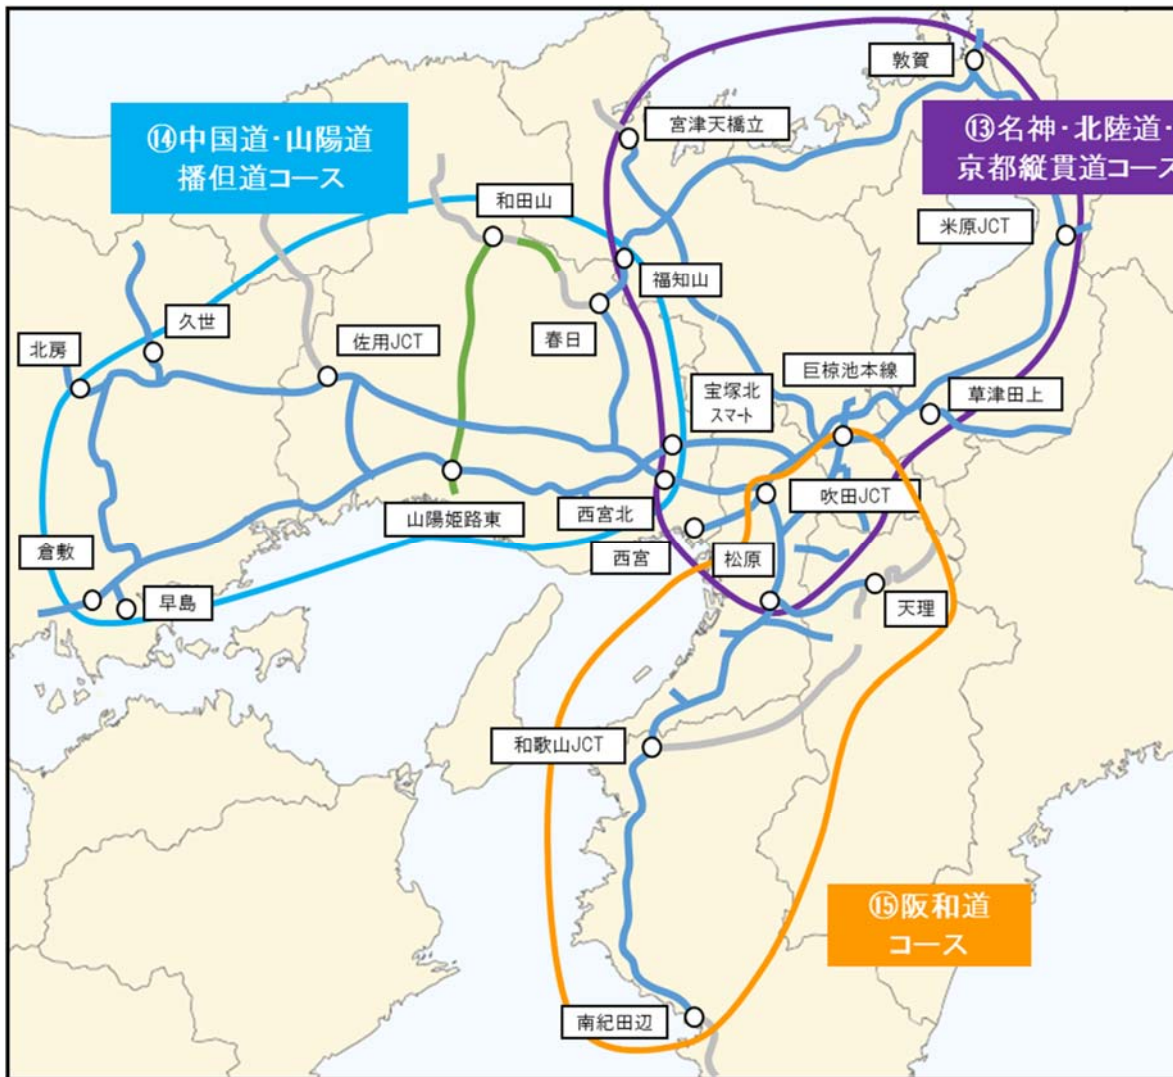 敦賀
宮津天橋立
⑬名神・北陸道・
京都縦貫道コース
⑭中国道・山陽道
播但道コース
和田山
米原JCT
福知山
久世
佐用JCT
春日
北房
巨椋池本線
宝塚北
スマート
草津田上
吹田JCT
山陽姫路東
西宮北
倉敷
西宮
松原
早島
天理
和歌山JCT
⑮阪和道
コース
南紀田辺